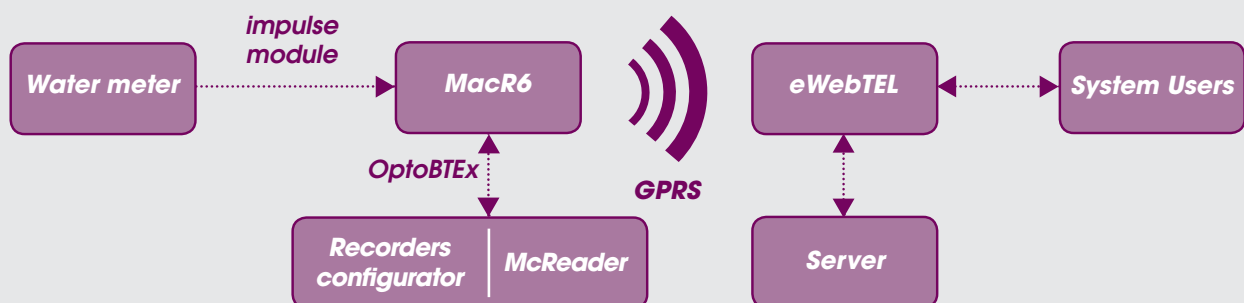 impulse
module
Water meter
MacR6
eWebTEL
System Users
OptoBTEx
GPRS
Recorders
configurator
McReader
Server